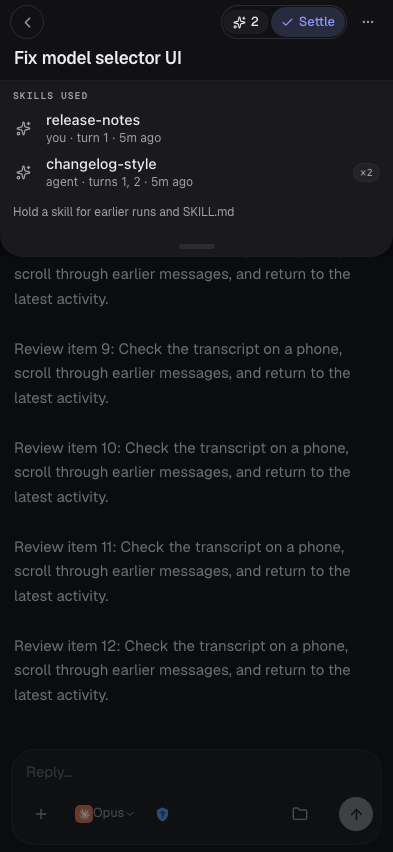 2
Settle
Fix model selector UI
SKILLS USED
release-notes
you · turn 1 · 5m ago
changelog-style
agent · turns 1, 2 · 5m ago
×2
Hold a skill for earlier runs and SKILL.md
scroll through earlier messages, and return to the
latest activity.
Review item 9: Check the transcript on a phone,
scroll through earlier messages, and return to the
latest activity.
Review item 10: Check the transcript on a phone,
scroll through earlier messages, and return to the
latest activity.
Review item 11: Check the transcript on a phone,
scroll through earlier messages, and return to the
latest activity.
Review item 12: Check the transcript on a phone,
scroll through earlier messages, and return to the
latest activity.
Reply...
Opus